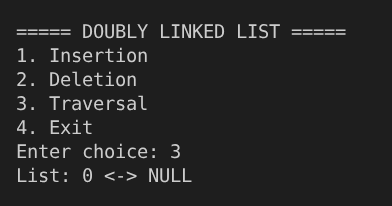 ===== DOUBLY LINKED LIST =====
1. Insertion
2. Deletion
3. Traversal
4. Exit
Enter choice: 3
List: 0 <-> NULL